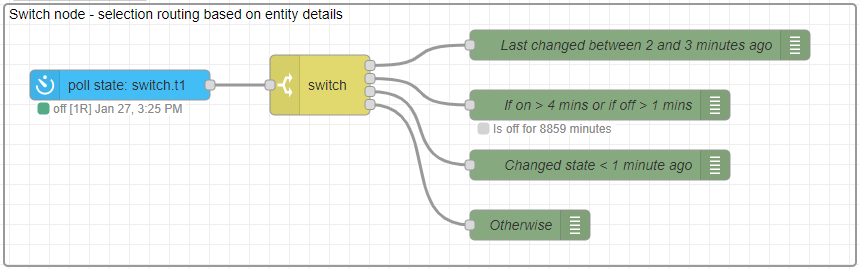 Switch node - selection routing based on entity details
Last changed between 2 and 3 minutes ago
poll state: switch.t1
switch
off [1R] Jan 27, 3:25 PM
If on > 4 mins or if off > 1 mins
Is off for 8859 minutes
Changed state < 1 minute ago
Otherwise